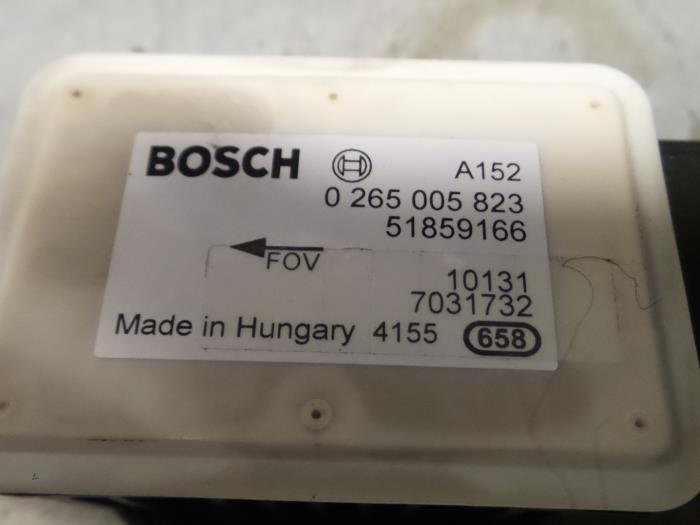 BOSCH A152
0 265 005 823
51859166
FOV
10131
7031732
Made in Hungary 4155 658